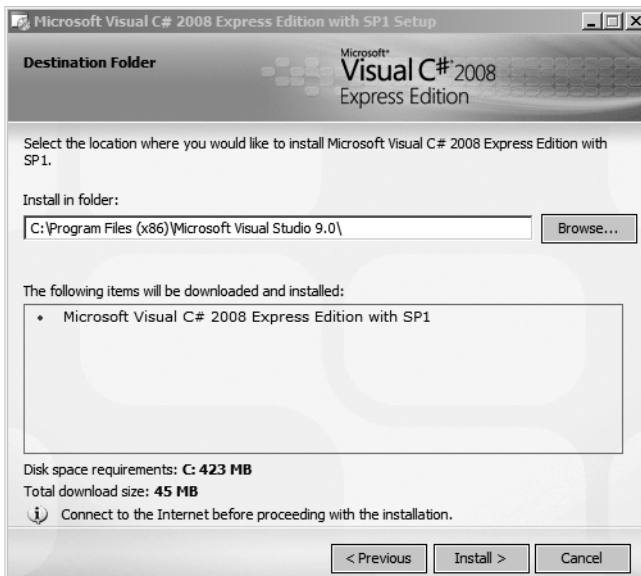 Microsoft Visual C# 2008 Express Edition with SP1 Setup
Destination Folder
Microsoft®
Visual C#® 2008
Express Edition
Select the location where you would like to install Microsoft Visual C# 2008 Express Edition with
SP1.
Install in folder:
C:\Program Files (x86)\Microsoft Visual Studio 9.0\
Browse...
The following items will be downloaded and installed:
• Microsoft Visual C# 2008 Express Edition with SP1
Disk space requirements: C: 423 MB
Total download size: 45 MB
Connect to the Internet before proceeding with the installation.
< Previous
Install >
Cancel